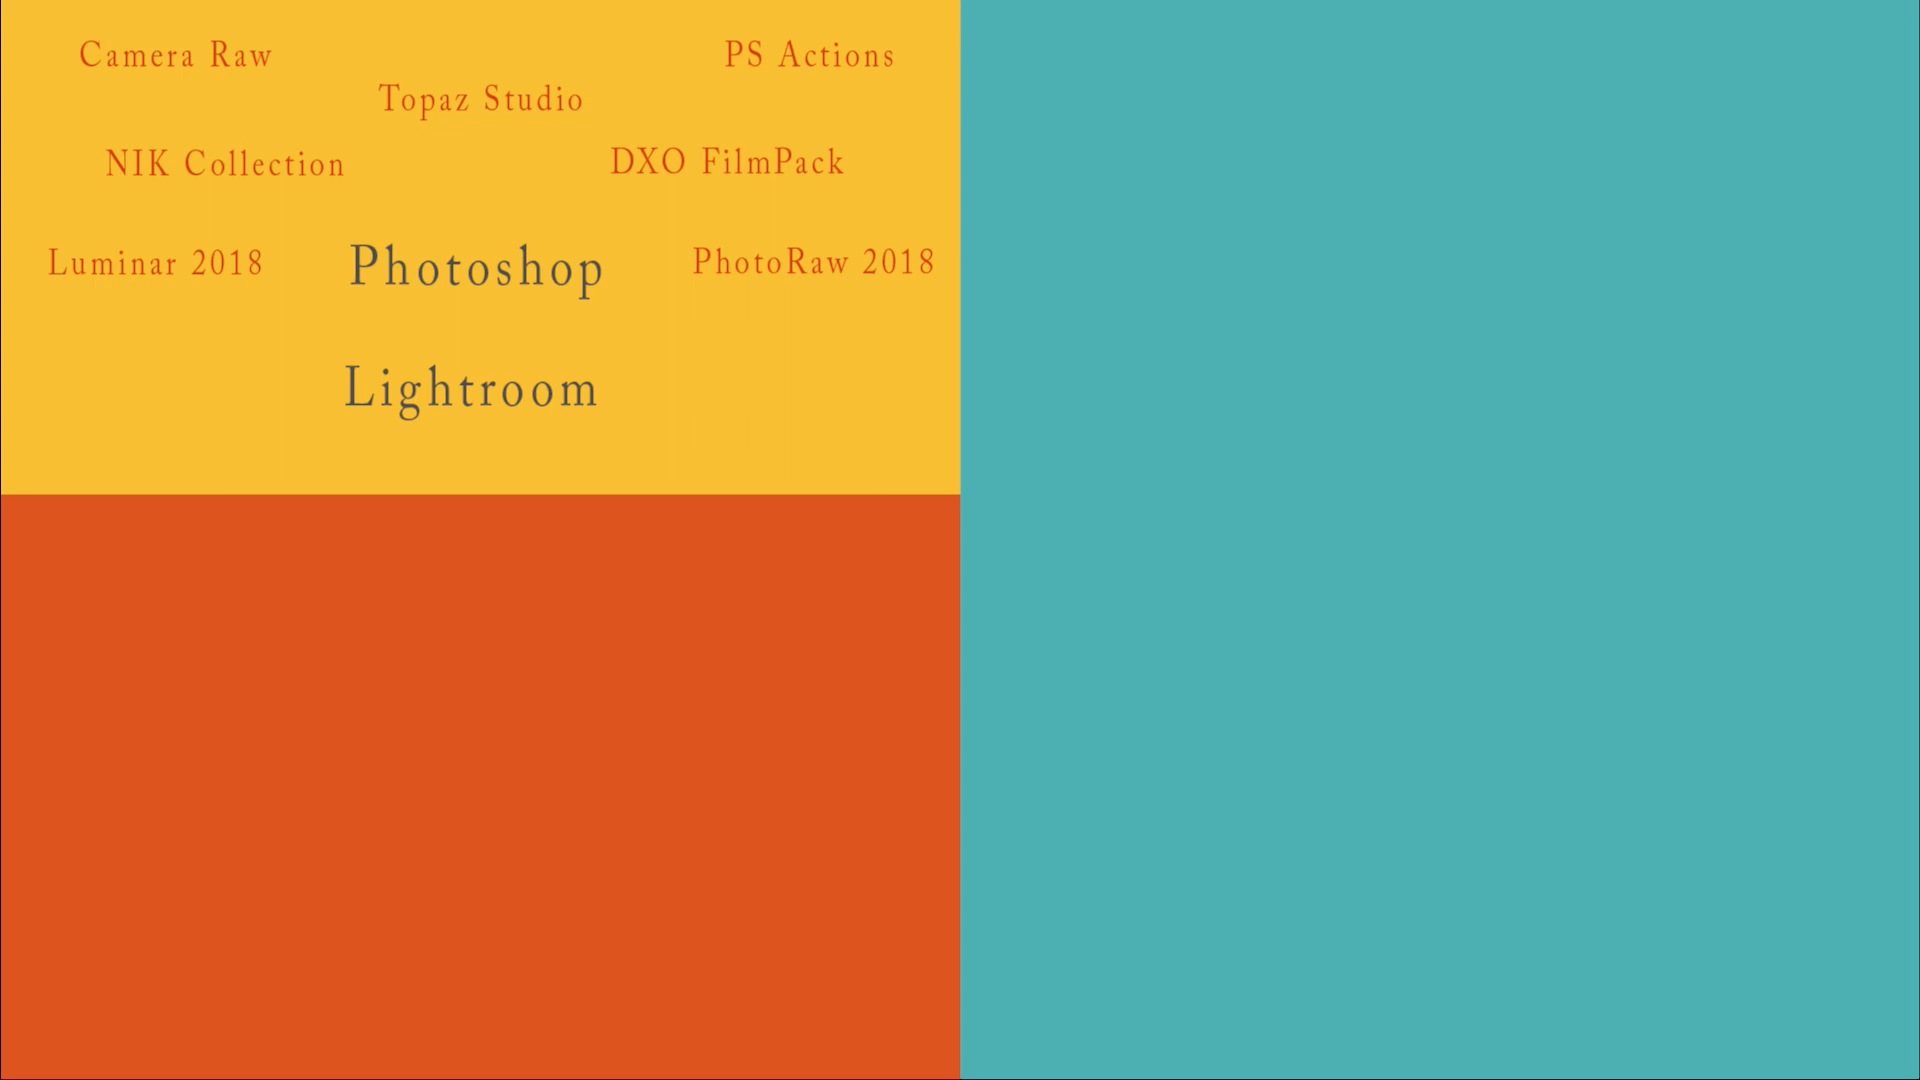 Camera Raw
PS Actions
Topaz Studio
NIK Collection
DXO FilmPack
Luminar 2018
Photoshop
PhotoRaw 2018
Lightroom